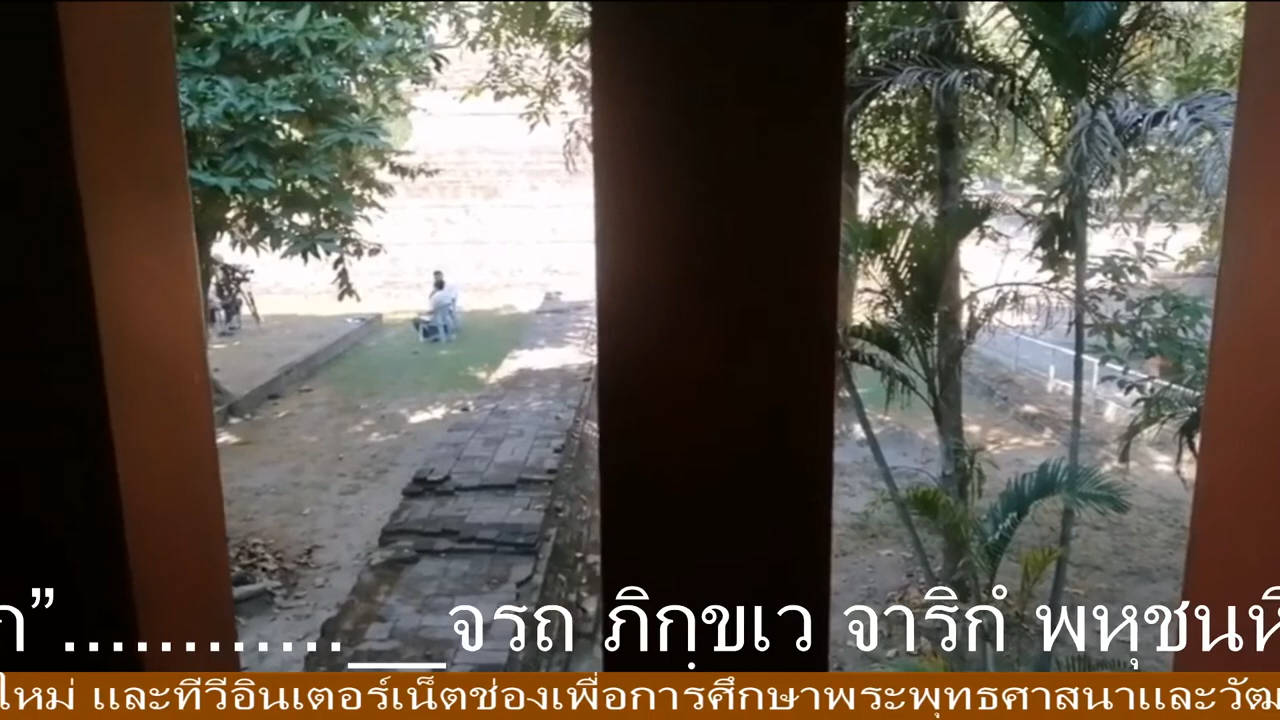 ก”............___จรถ ภิกฺขเว จาริกํ พหุชนหิ
ใหม่ และทีวีอินเตอร์เน็ตช่องเพื่อการศึกษาพระพุทธศาสนาและวัฒ